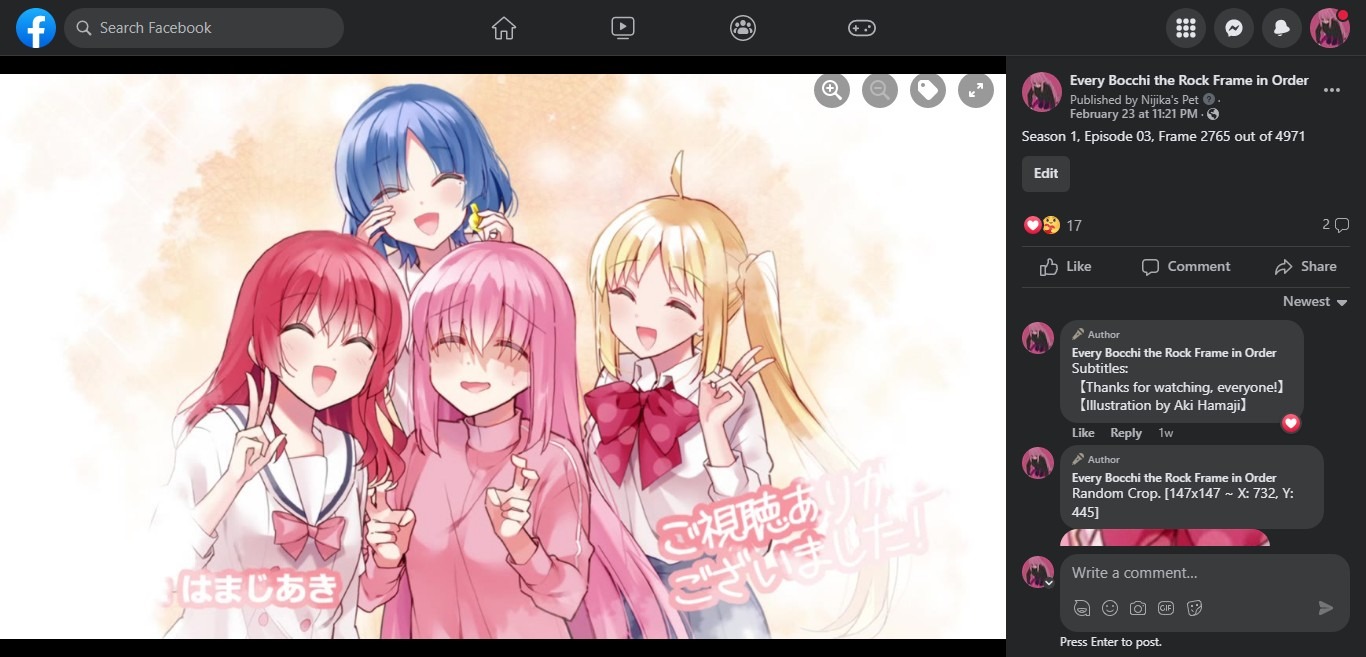 Search Facebook
Every Bocchi the Rock Frame in Order
Published by Nijika's Pet ·
February 23 at 11:21 PM ·
Season 1, Episode 03, Frame 2765 out of 4971
Edit
17
2
Like
Comment
Share
Newest
Author
Every Bocchi the Rock Frame in Order
Subtitles:
【Thanks for watching, everyone!】
【Illustration by Aki Hamaji】
Like Reply 1w
Author
Every Bocchi the Rock Frame in Order
Random Crop. [147x147 ~ X: 732, Y:
445]
Write a comment...
GIF
Press Enter to post.
ご視聴ありが
ございました!
はまじあき